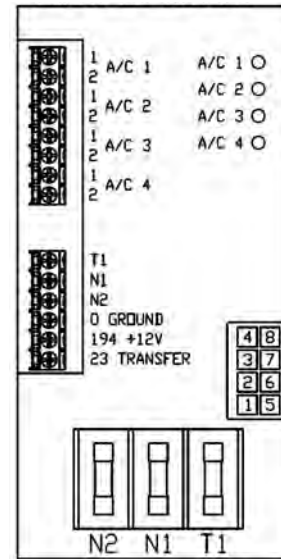 1
2
A/C 1
1
2
A/C 2
1
2
A/C 3
1
2
A/C 4
A/C 1
A/C 2
A/C 3
A/C 4
T1
N1
N2
0 GROUND
194 +12V
23 TRANSFER
4 8
3 7
2 6
1 5
N2 N1 T1